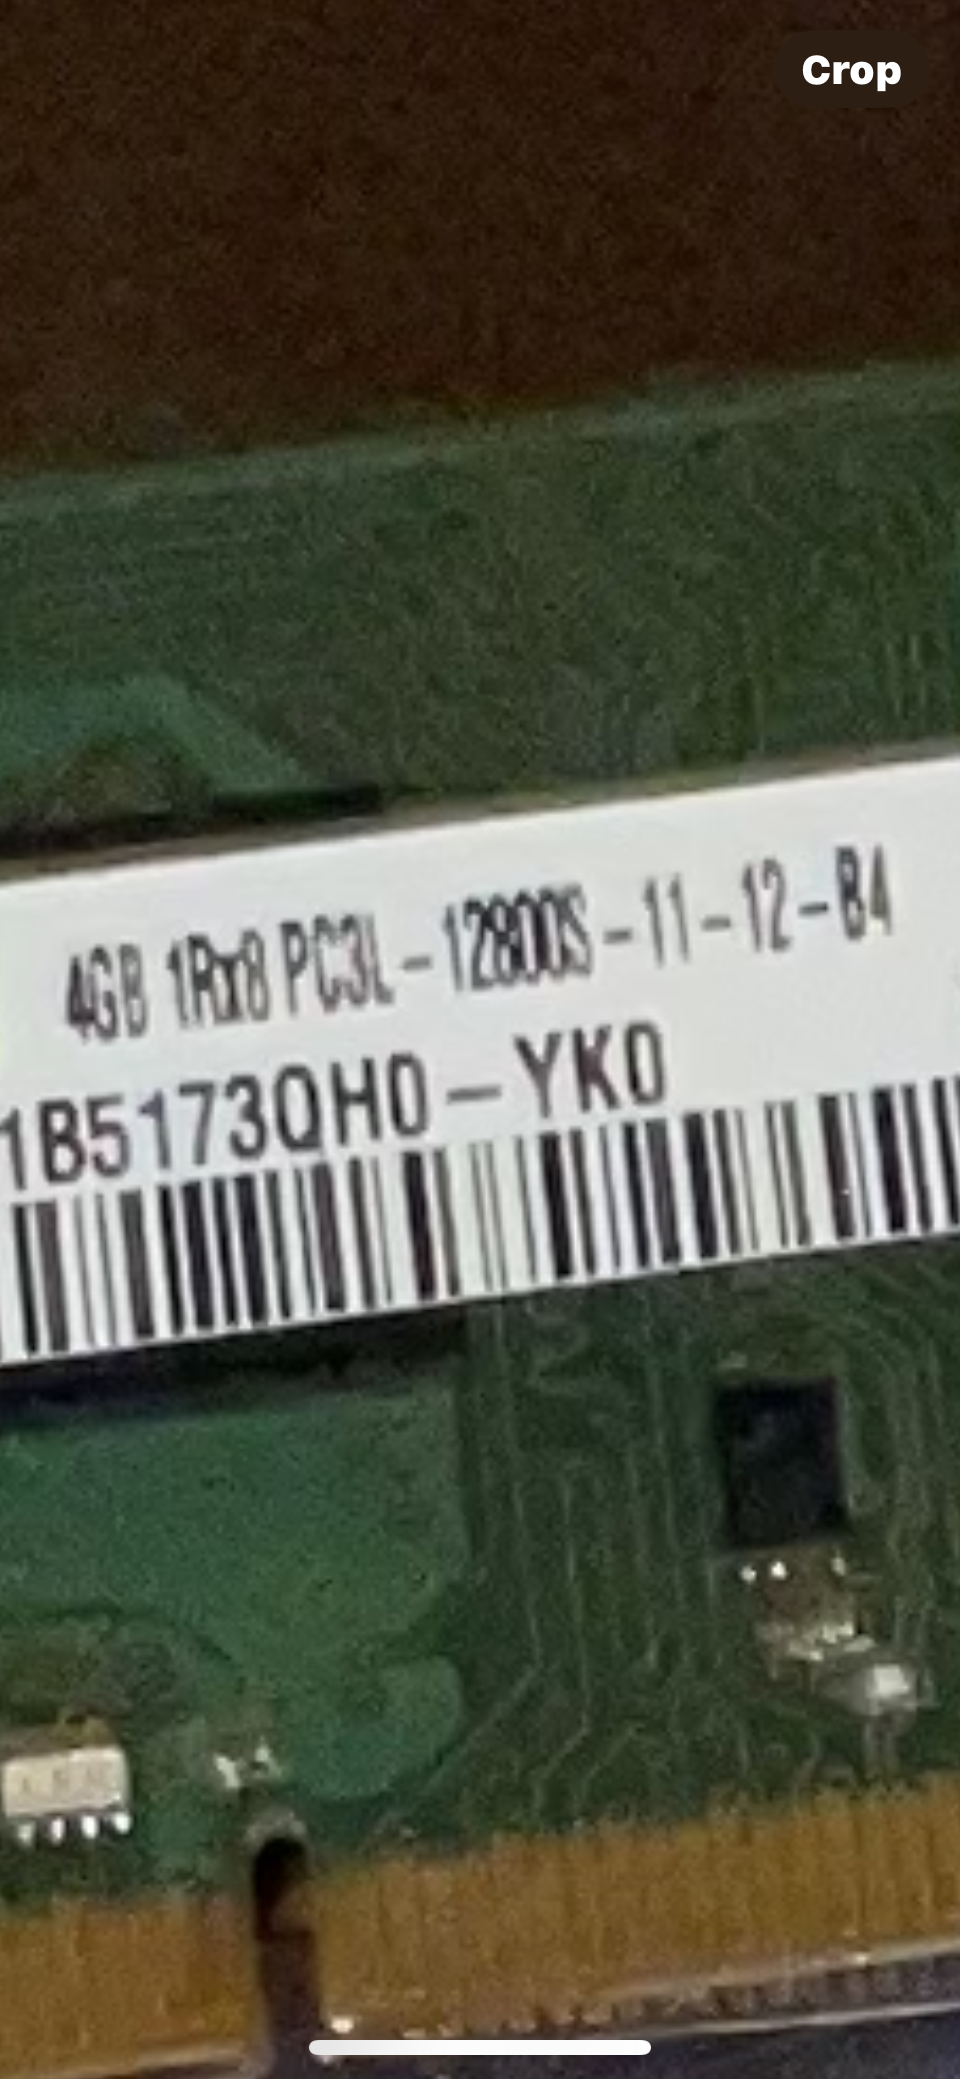 Crop
4GB 1Rx8 PC3L-12800S-11-12-B4
1B5173QH0-YK0